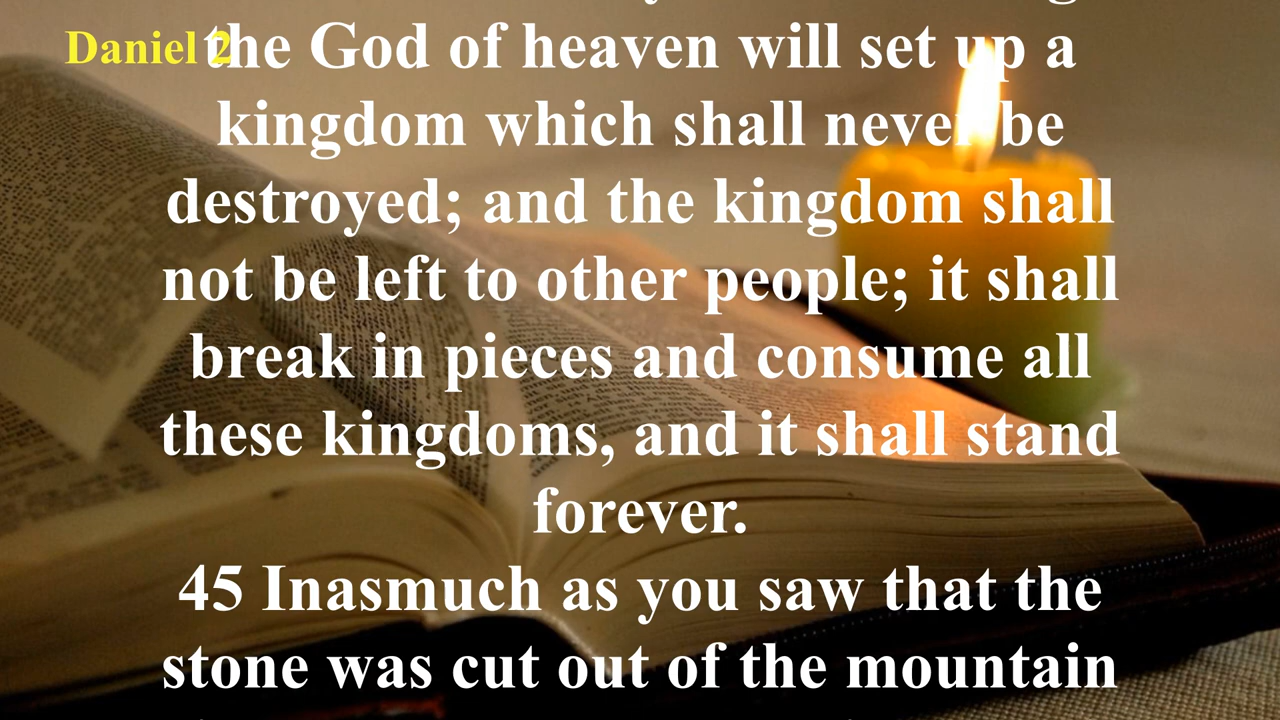 Daniel 2
the God of heaven will set up a
kingdom which shall never be
destroyed; and the kingdom shall
not be left to other people; it shall
break in pieces and consume all
these kingdoms, and it shall stand
forever.
45 Inasmuch as you saw that the
stone was cut out of the mountain